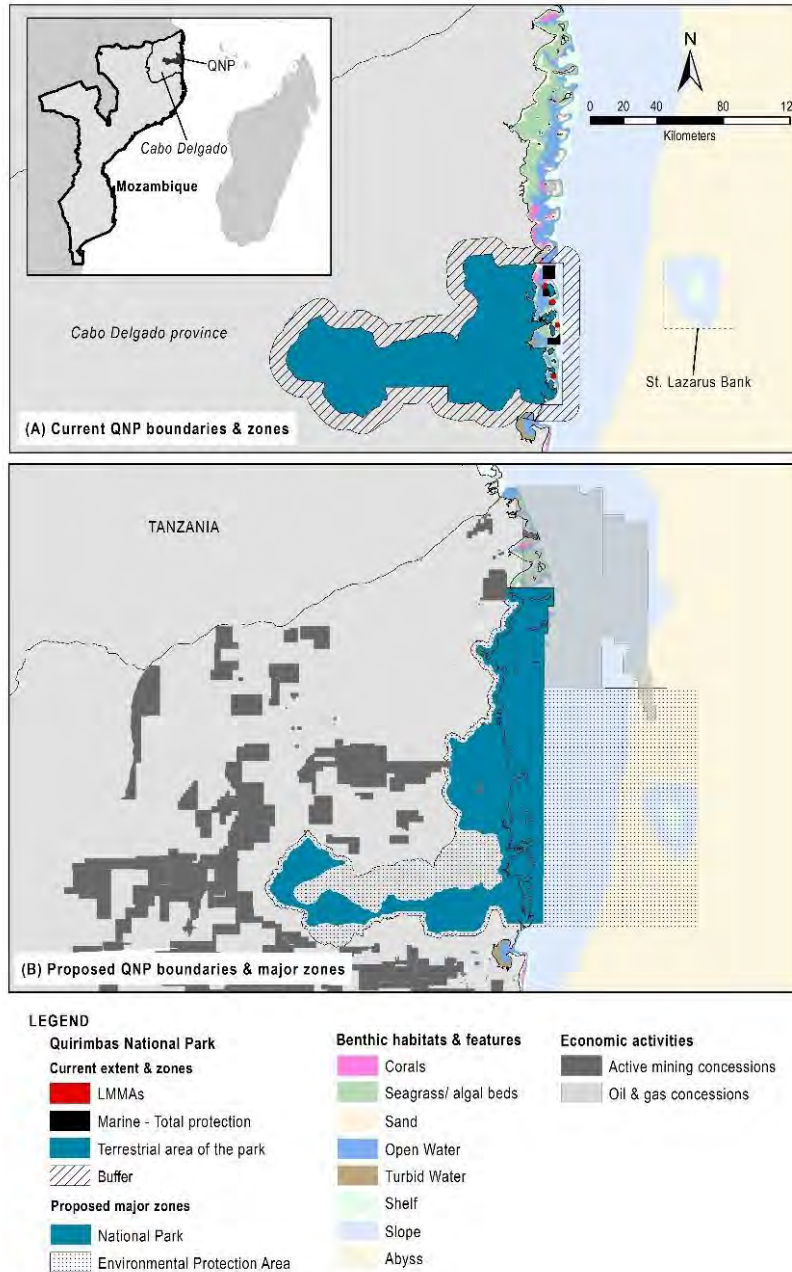 QNP
Cabo Delgado
Mozambique
N
0 20 40 80 12
Kilometers
Cabo Delgado province
St. Lazarus Bank
(A) Current QNP boundaries & zones
TANZANIA
(B) Proposed QNP boundaries & major zones
LEGEND
Quirimbas National Park
Current extent & zones
LMMAs
Marine - Total protection
Terrestrial area of the park
Buffer
Proposed major zones
National Park
Environmental Protection Area
Benthic habitats & features
Corals
Seagrass/ algal beds
Sand
Open Water
Turbid Water
Shelf
Slope
Abyss
Economic activities
Active mining concessions
Oil & gas concessions